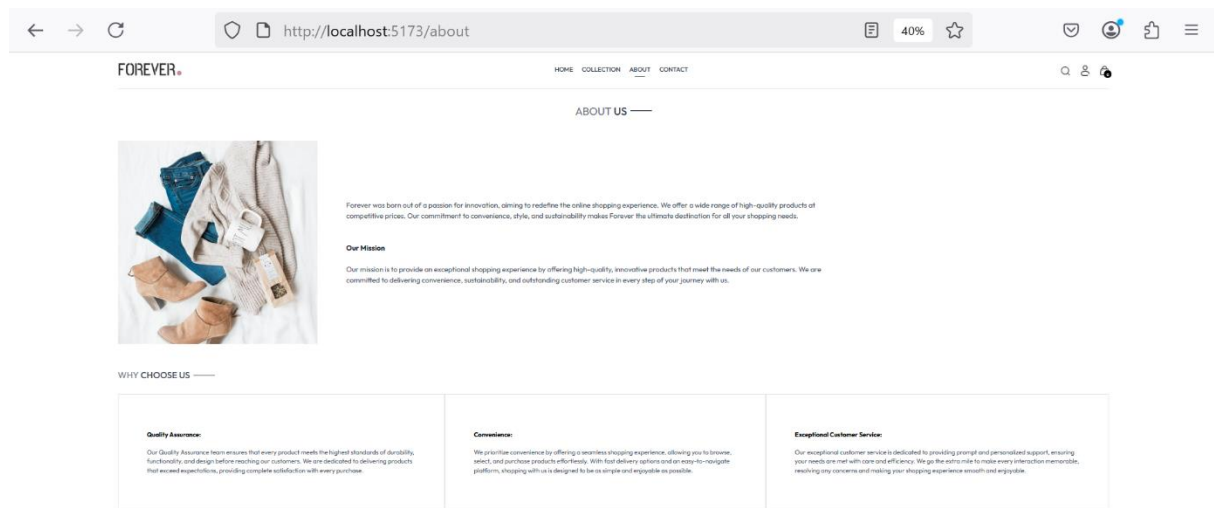 http://localhost:5173/about
40%
FOREVER.
HOME COLLECTION ABOUT CONTACT
0
ABOUT US
Forever was born out of a passion for innovation, aiming to redefine the online shopping experience. We offer a wide range of high-quality products at
competitive prices. Our commitment to convenience, style, and sustainability makes Forever the ultimate destination for all your shopping needs.
Our Mission
Our mission is to provide an exceptional shopping experience by offering high-quality, innovative products that meet the needs of our customers. We are
committed to delivering convenience, sustainability, and outstanding customer service in every step of your journey with us.
WHY CHOOSE US
Quality Assurance:
Our Quality Assurance team ensures that every product meets the highest standards of durability,
functionality, and design before reaching our customers. We are dedicated to delivering products
that exceed expectations, providing complete satisfaction with every purchase.
Convenience:
We prioritize convenience by offering a seamless shopping experience, allowing you to browse,
select, and purchase products effortlessly. With fast delivery options and an easy-to-navigate
platform, shopping with us is designed to be as simple and enjoyable as possible.
Exceptional Customer Service:
Our exceptional customer service is dedicated to providing prompt and personalized support, ensuring
your needs are met with care and efficiency. We go the extra mile to make every interaction memorable,
resolving any concerns and making your shopping experience smooth and enjoyable.